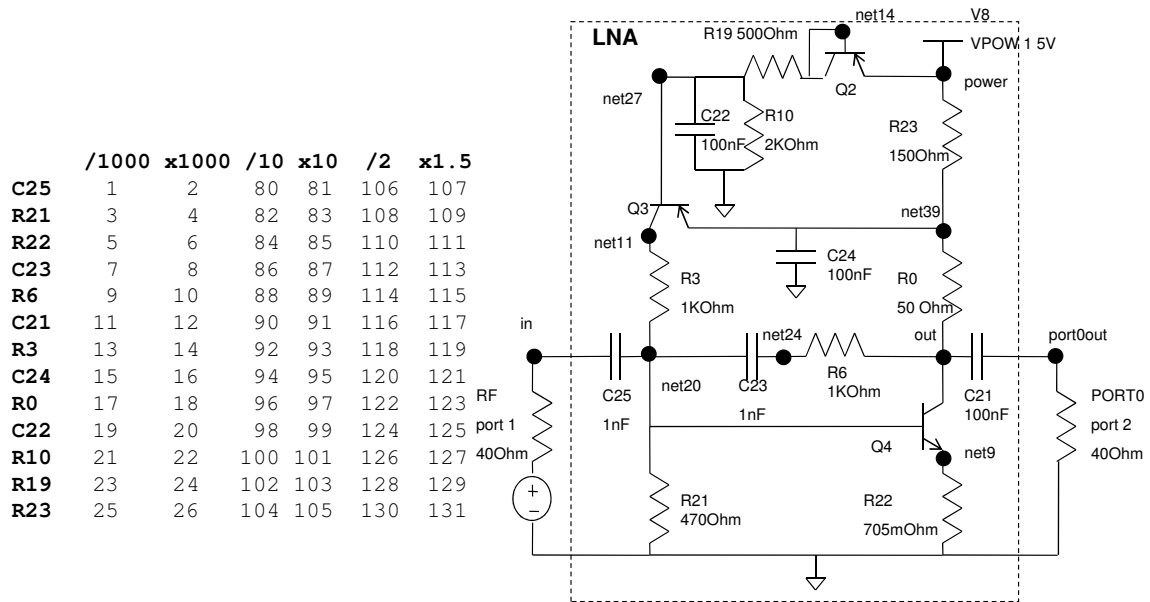 /1000 x1000 /10 x10 /2 x1.5
C25 1 2 80 81 106 107
R21 3 4 82 83 108 109
R22 5 6 84 85 110 111
C23 7 8 86 87 112 113
R6 9 10 88 89 114 115
C21 11 12 90 91 116 117
R3 13 14 92 93 118 119
C24 15 16 94 95 120 121
R0 17 18 96 97 122 123
C22 19 20 98 99 124 125
R10 21 22 100 101 126 127
R19 23 24 102 103 128 129
R23 25 26 104 105 130 131
LNA
net14
V8
R19 50Ohm
VPOW 1 5V
net27
Q2
power
C22
100nF
R10
2KOhm
R23
15Ohm
Q3
net39
net11
C24
100nF
R3
1KOhm
R0
50 Ohm
in
net24
out
port0out
net20
C25
1nF
C23
1nF
R6
1KOhm
C21
100nF
RF
port 1
40Ohm
PORT0
port 2
40Ohm
Q4
net9
+
−
R21
47Ohm
R22
705mOhm